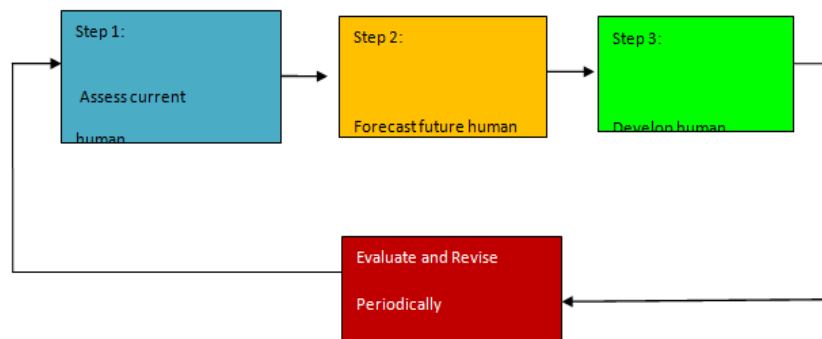 Step 1:
Assess current
human
Step 2:
Forecast future human
Step 3:
Develop human
Evaluate and Revise
Periodically